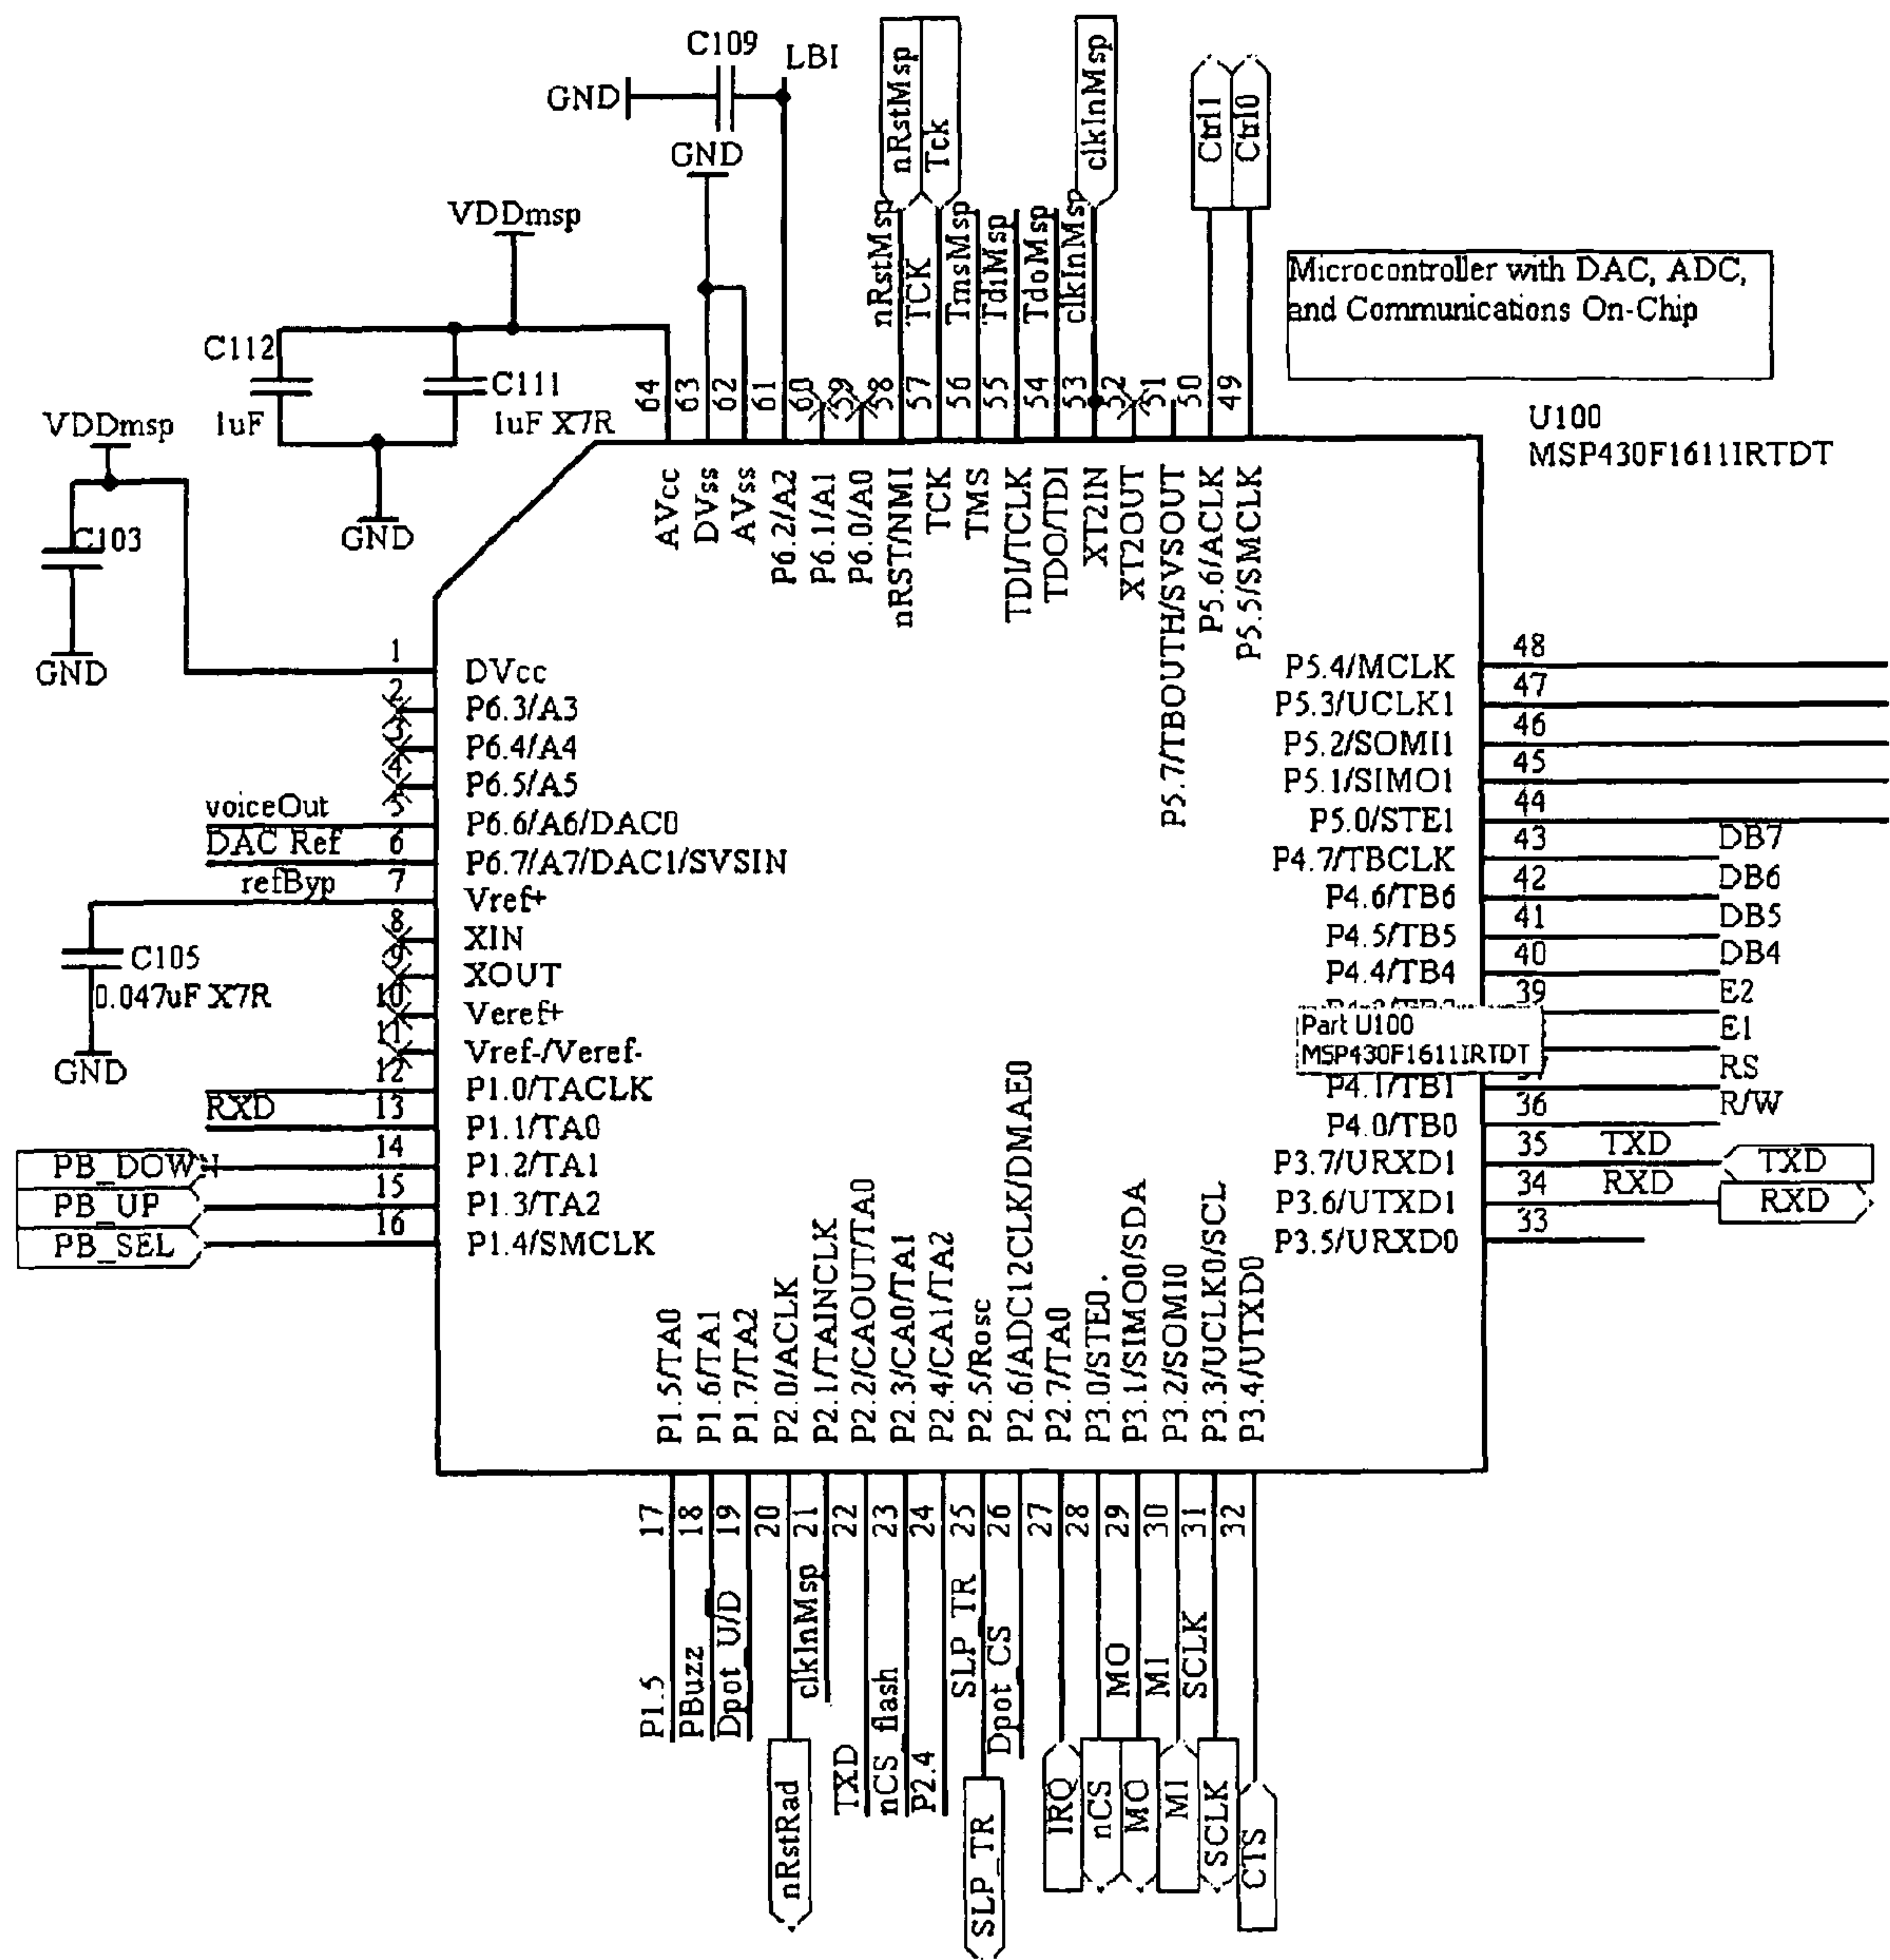 C109
LBI
GND
GND
VDDmsp
C112
1uF
C111
1uF X7R
GND
VDDmsp
C103
GND
nRstMsp
Tck
clkInMsp
Ctrl1
Ctrl0
nRstMsp
TCK
TmsMsp
TdiMsp
TdoMsp
clkInMsp
Microcontroller with DAC, ADC,
and Communications On-Chip
U100
MSP430F1611IRTDT
64
63
62
61
60
59
58
57
56
55
54
53
52
51
50
49
AVcc
DVss
AVss
P6.2/A2
P6.1/A1
P6.0/A0
nRST/NMI
TCK
TMS
TDI/TCLK
TDO/TDI
XT2IN
XT2OUT
P5.7/TBOUTH/SVSOUT
P5.6/ACLK
P5.5/SMCLK
1
DVcc
2
P6.3/A3
3
P6.4/A4
4
P6.5/A5
voiceOut
5
P6.6/A6/DAC0
DAC Ref
6
P6.7/A7/DAC1/SVSIN
refByp
7
Vref+
8
XIN
C105
0.047uF X7R
GND
9
XOUT
10
Veref+
11
Vref-/Veref-
12
P1.0/TACLK
RXD
13
P1.1/TA0
PB_DOWN
14
P1.2/TA1
PB_UP
15
P1.3/TA2
PB_SEL
16
P1.4/SMCLK
P5.4/MCLK
48
P5.3/UCLK1
47
P5.2/SOMI1
46
P5.1/SIMO1
45
P5.0/STE1
44
P4.7/TBCLK
43
DB7
P4.6/TB6
42
DB6
P4.5/TB5
41
DB5
P4.4/TB4
40
DB4
39
E2
Part U100
MSP430F1611IRTDT
E1
P4.1/TB1
RS
P4.0/TB0
36
R/W
P3.7/URXD1
35
TXD
TXD
P3.6/UTXD1
34
RXD
RXD
P3.5/URXD0
33
P1.5/TA0
P1.6/TA1
P1.7/TA2
P2.0/ACLK
P2.1/TAINCLK
P2.2/CAOUT/TA0
P2.3/CA0/TA1
P2.4/CA1/TA2
P2.5/Rosc
P2.6/ADC12CLK/DMAE0
P2.7/TA0
P3.0/STE0.
P3.1/SIMO0/SDA
P3.2/SOMI0
P3.3/UCLK0/SCL
P3.4/UTXD0
17
18
19
20
21
22
23
24
25
26
27
28
29
30
31
32
P1.5
PBuzz
Dpot U/D
clkInMsp
TXD
nCS_flash
P2.4
SLP_TR
Dpot CS
MO
MI
SCLK
nRstRad
SLP_TR
IRQ
nCS
MO
MI
SCLK
CTS